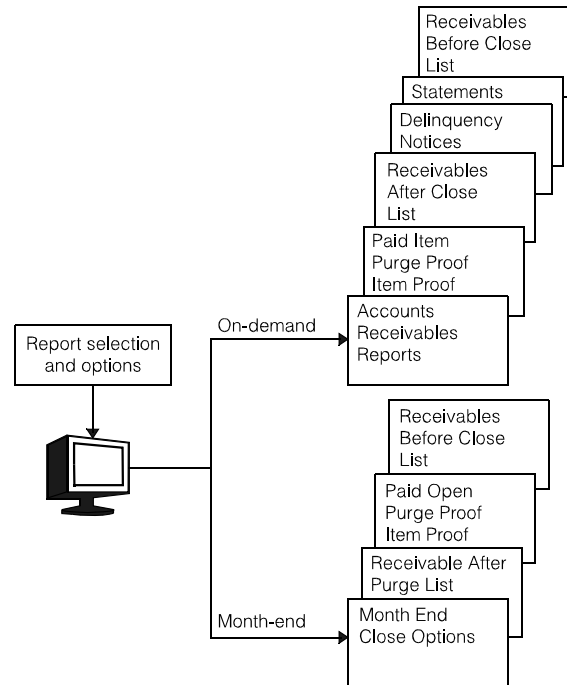 Receivables
Before Close
List
Statements
Delinquency
Notices
Receivables
After Close
List
Paid Item
Purge Proof
Item Proof
Accounts
Receivables
Reports
On-demand
Report selection
and options
Receivables
Before Close
List
Paid Open
Purge Proof
Item Proof
Receivable After
Purge List
Month End
Close Options
Month-end